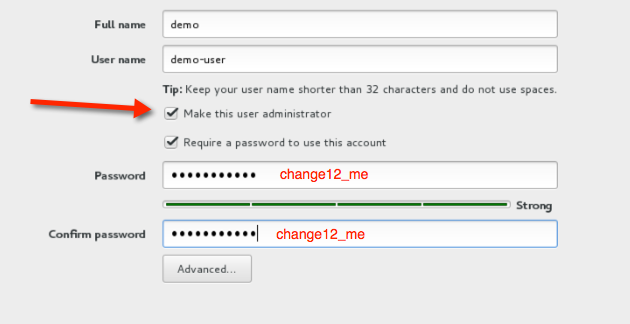 Full name demo
User name demo-user
Tip: Keep your user name shorter than 32 characters and do not use spaces.
Make this user administrator
Require a password to use this account
Password ●●●●●●●●●●● change12_me
Strong
Confirm password ●●●●●●●●●●● change12_me
Advanced...